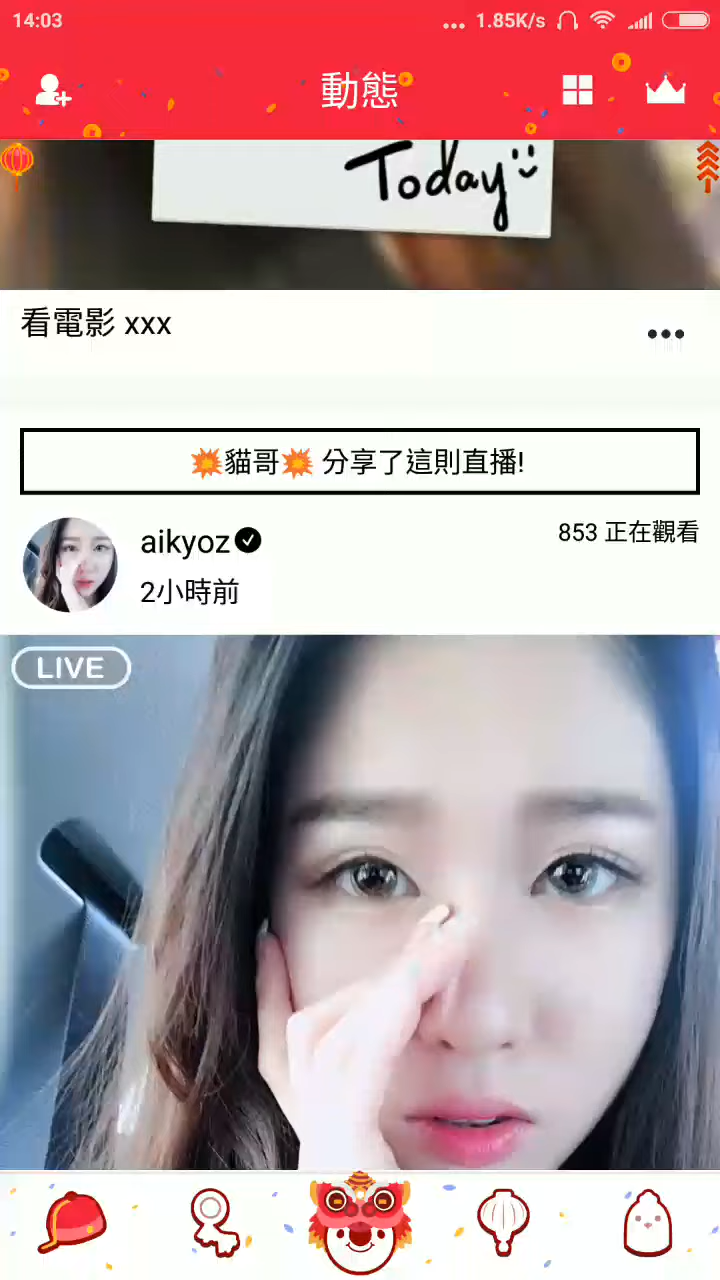 14:03
... 1.85K/s
動態
Today
看電影 xxx
💥貓哥💥 分享了這則直播!
aikyoz
853 正在觀看
2小時前
LIVE